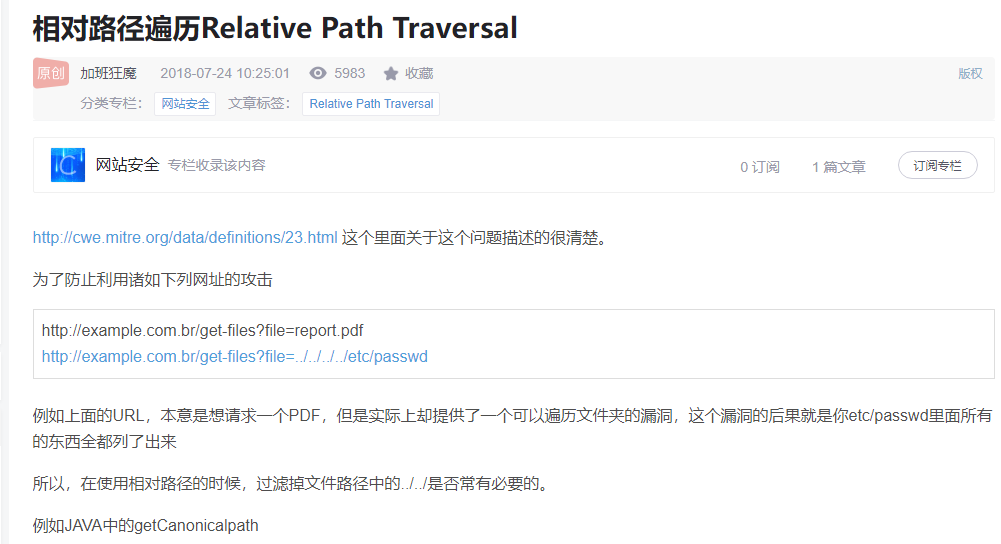 相对路径遍历Relative Path Traversal
原创 加班狂魔 2018-07-24 10:25:01 5983 收藏 版权
分类专栏： 网站安全 文章标签： Relative Path Traversal
网站安全 专栏收录该内容 0 订阅 1 篇文章 订阅专栏
http://cwe.mitre.org/data/definitions/23.html 这个里面关于这个问题描述的很清楚。
为了防止利用诸如下列网址的攻击
http://example.com.br/get-files?file=report.pdf
http://example.com.br/get-files?file=../../../../etc/passwd
例如上面的URL，本意是想请求一个PDF，但是实际上却提供了一个可以遍历文件夹的漏洞，这个漏洞的后果就是你etc/passwd里面所有
的东西全都列了出来
所以，在使用相对路径的时候，过滤掉文件路径中的../../是否常有必要的。
例如JAVA中的getCanonicalpath